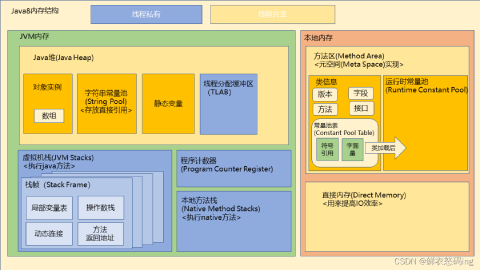 Java8内存结构
线程私有
线程共享
JVM内存
本地内存
Java堆(Java Heap)
对象实例
数组
字符串常量池
(String Pool)
<存放直接引用>
静态变量
线程分配缓冲区
(TLAB)
方法区(Method Area)
<元空间(Meta Space)实现>
类信息
版本
字段
方法
接口
常量池表
(Constant Pool Table)
符号
引用
字面
量
类加载后
运行时常量池
(Runtime Constant Pool)
虚拟机栈(JVM Stacks)
<执行java方法>
栈帧（Stack Frame)
局部变量表
操作数栈
动态连接
方法
返回地址
程序计数器
(Program Counter Register)
本地方法栈
(Native Method Stacks)
<执行native方法>
直接内存(Direct Memory)
<用来提高IO效率>